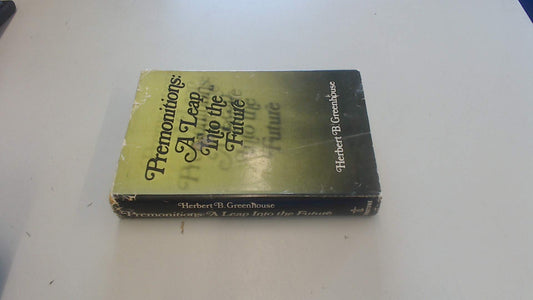 Premonitions:
A Leap
Into the
Future
Herbert B. Greenhouse
Herbert B. Greenhouse
Premonitions: A Leap Into the Future